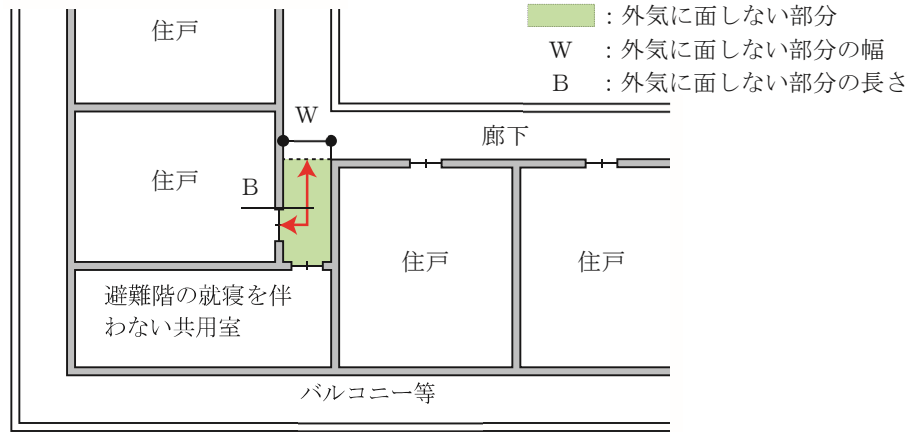 ：外気に面しない部分
W　：外気に面しない部分の幅
B　：外気に面しない部分の長さ
住戸
W
廊下
住戸
B
住戸
住戸
避難階の就寝を伴
わない共用室
バルコニー等